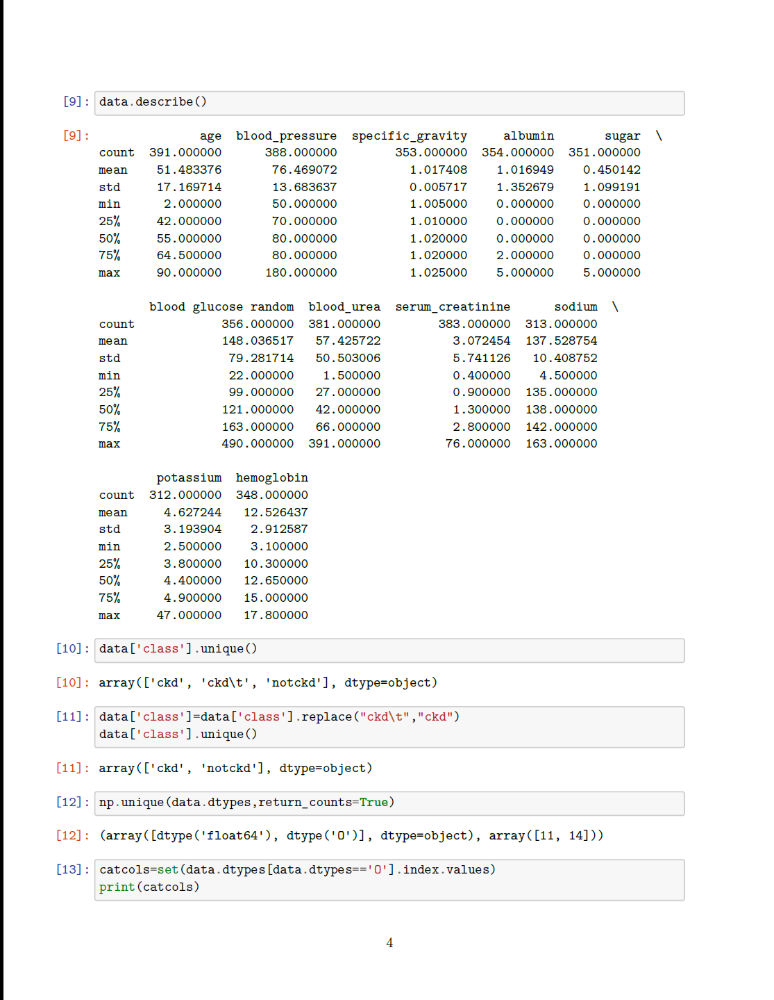 [9]: data.describe()
[9]: age blood_pressure specific_gravity albumin sugar \
count 391.000000 388.000000 353.000000 354.000000 351.000000
mean 51.483376 76.469072 1.017408 1.016949 0.450142
std 17.169714 13.683637 0.005717 1.352679 1.099191
min 2.000000 50.000000 1.005000 0.000000 0.000000
25% 42.000000 70.000000 1.010000 0.000000 0.000000
50% 55.000000 80.000000 1.020000 0.000000 0.000000
75% 64.500000 80.000000 1.020000 2.000000 0.000000
max 90.000000 180.000000 1.025000 5.000000 5.000000
blood glucose random blood_urea serum_creatinine sodium \
count 356.000000 381.000000 383.000000 313.000000
mean 148.036517 57.425722 3.072454 137.528754
std 79.281714 50.503006 5.741126 10.408752
min 22.000000 1.500000 0.400000 4.500000
25% 99.000000 27.000000 0.900000 135.000000
50% 121.000000 42.000000 1.300000 138.000000
75% 163.000000 66.000000 2.800000 142.000000
max 490.000000 391.000000 76.000000 163.000000
potassium hemoglobin
count 312.000000 348.000000
mean 4.627244 12.526437
std 3.193904 2.912587
min 2.500000 3.100000
25% 3.800000 10.300000
50% 4.400000 12.650000
75% 4.900000 15.000000
max 47.000000 17.800000
[10]: data['class'].unique()
[10]: array(['ckd', 'ckd\t', 'notckd'], dtype=object)
[11]: data['class']=data['class'].replace("ckd\t","ckd")
data['class'].unique()
[11]: array(['ckd', 'notckd'], dtype=object)
[12]: np.unique(data.dtypes,return_counts=True)
[12]: (array([dtype('float64'), dtype('O')], dtype=object), array([11, 14]))
[13]: catcols=set(data.dtypes[data.dtypes=='O'].index.values)
print(catcols)
4